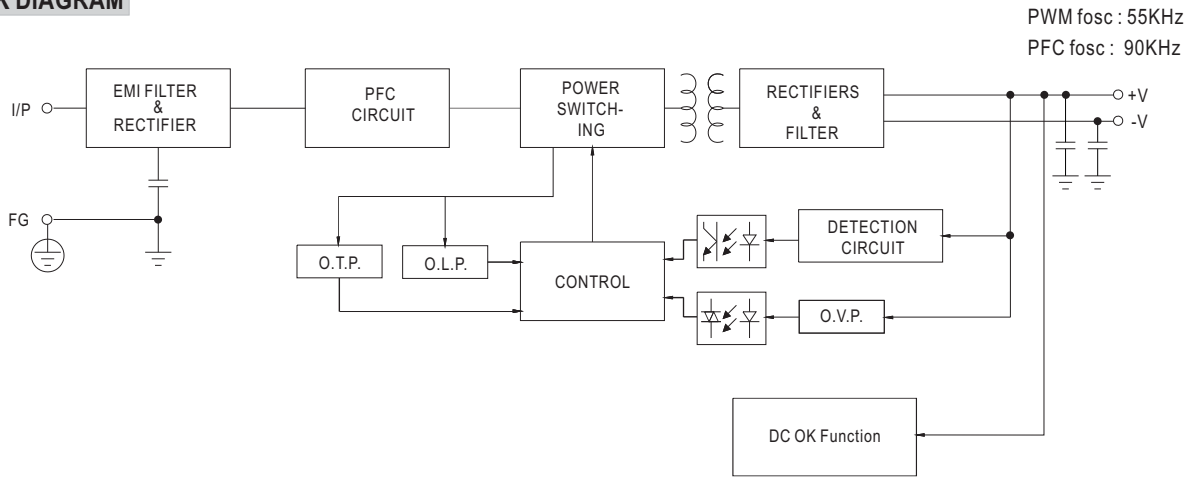 DIAGRAM
PWM fosc : 55KHz
PFC fosc : 90KHz
I/P
EMI FILTER
&
RECTIFIER
PFC
CIRCUIT
POWER
SWITCH-
ING
RECTIFIERS
&
FILTER
+V
-V
FG
O.T.P.
O.L.P.
CONTROL
DETECTION
CIRCUIT
O.V.P.
DC OK Function